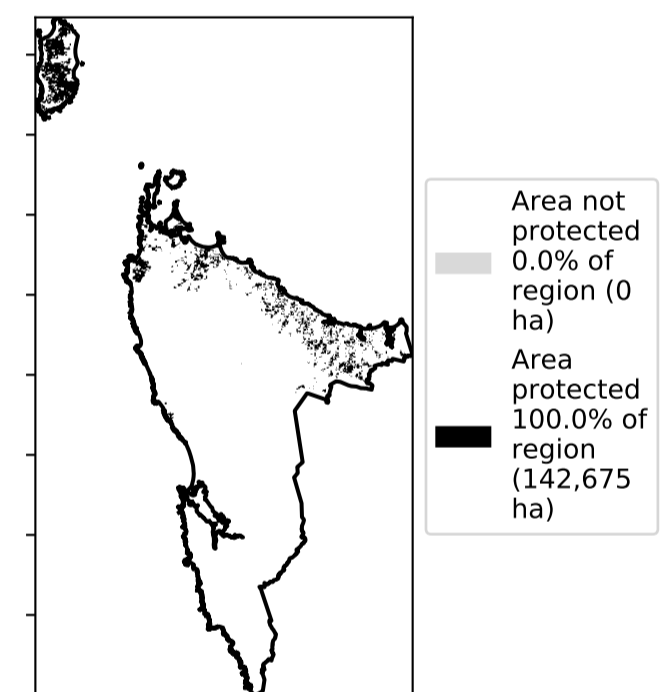 Area not
protected
0.0% of
region (0
ha)
Area
protected
100.0% of
region
(142,675
ha)